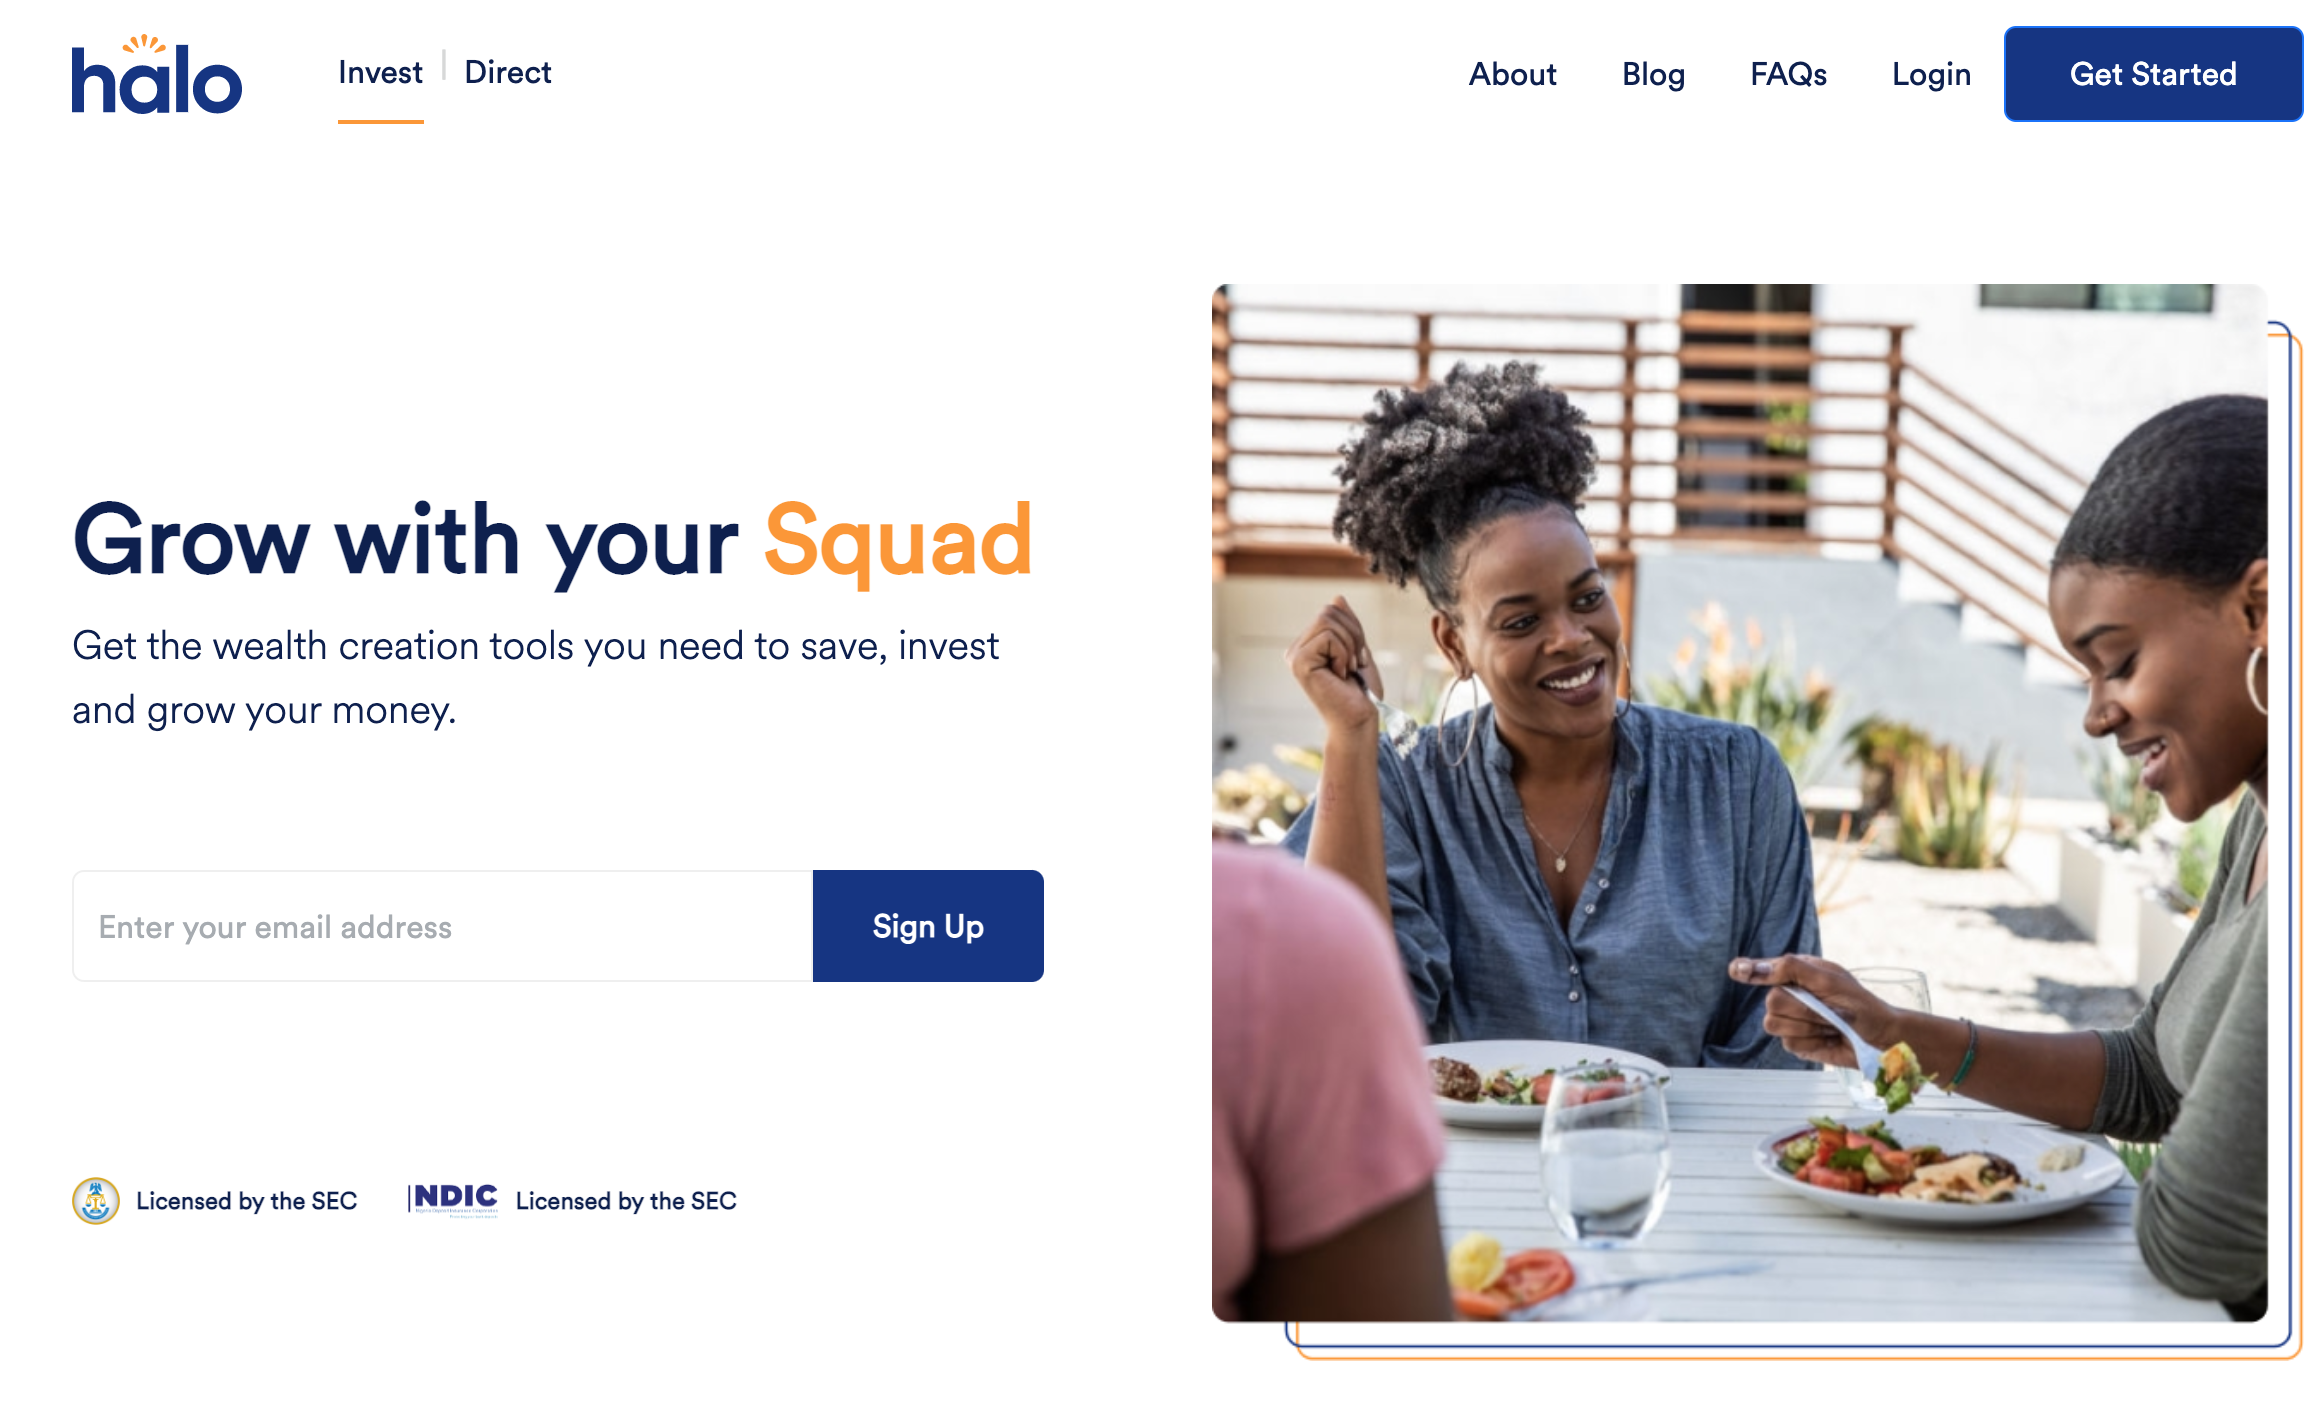 halo
Invest
Direct
About
Blog
FAQs
Login
Get Started
Grow with your Squad
Get the wealth creation tools you need to save, invest
and grow your money.
Enter your email address
Sign Up
Licensed by the SEC
NDIC
Licensed by the SEC